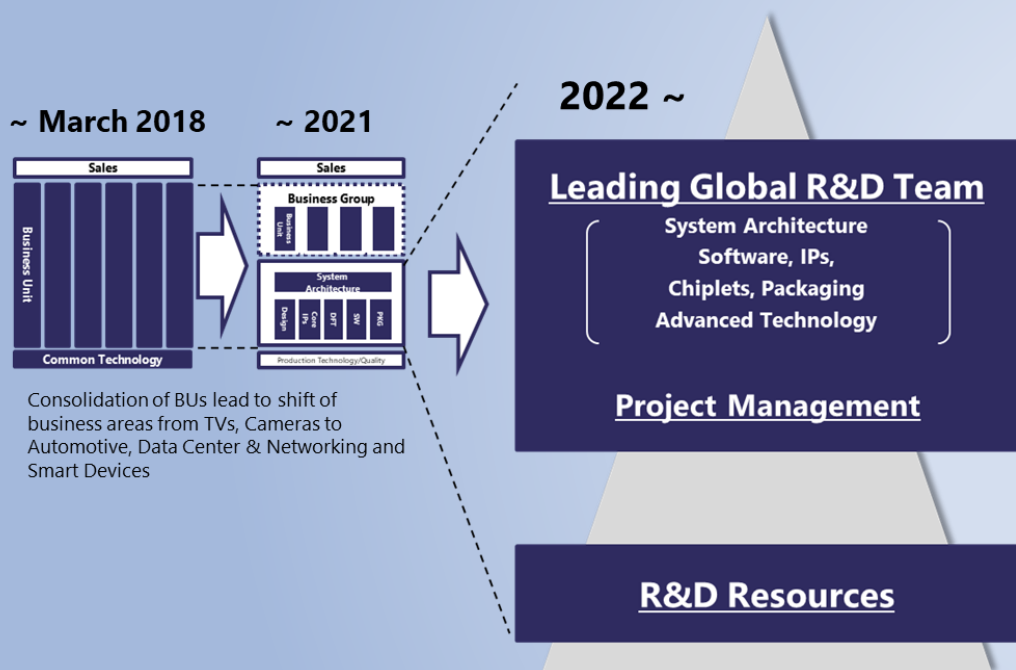 ~ March 2018
Sales
Business Unit
Common Technology
~ 2021
Sales
Business Group
Business
Unit
System
Architecture
Design
Core
IPs
DFT
SW
PKG
Production Technology/Quality
Consolidation of BUs lead to shift of
business areas from TVs, Cameras to
Automotive, Data Center & Networking and
Smart Devices
2022 ~
Leading Global R&D Team
System Architecture
Software, IPs,
Chiplets, Packaging
Advanced Technology
Project Management
R&D Resources